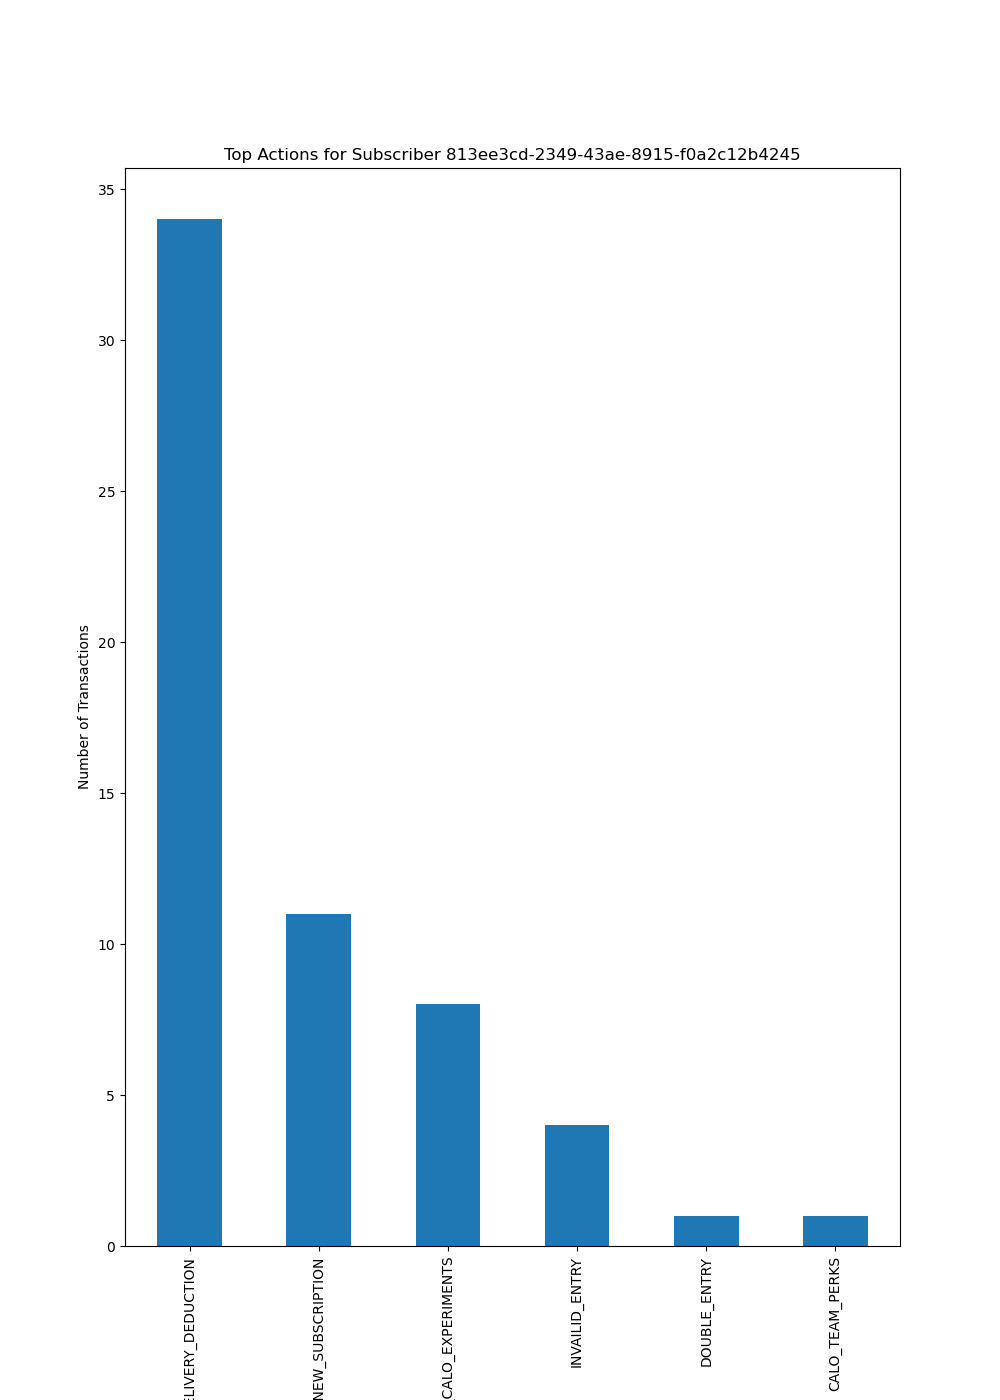 Top Actions for Subscriber 813ee3cd-2349-43ae-8915-f0a2c12b4245
35
30
25
20
15
10
5
0
Number of Transactions
ELIVERY_DEDUCTION
NEW_SUBSCRIPTION
CALO_EXPERIMENTS
INVAILID_ENTRY
DOUBLE_ENTRY
CALO_TEAM_PERKS